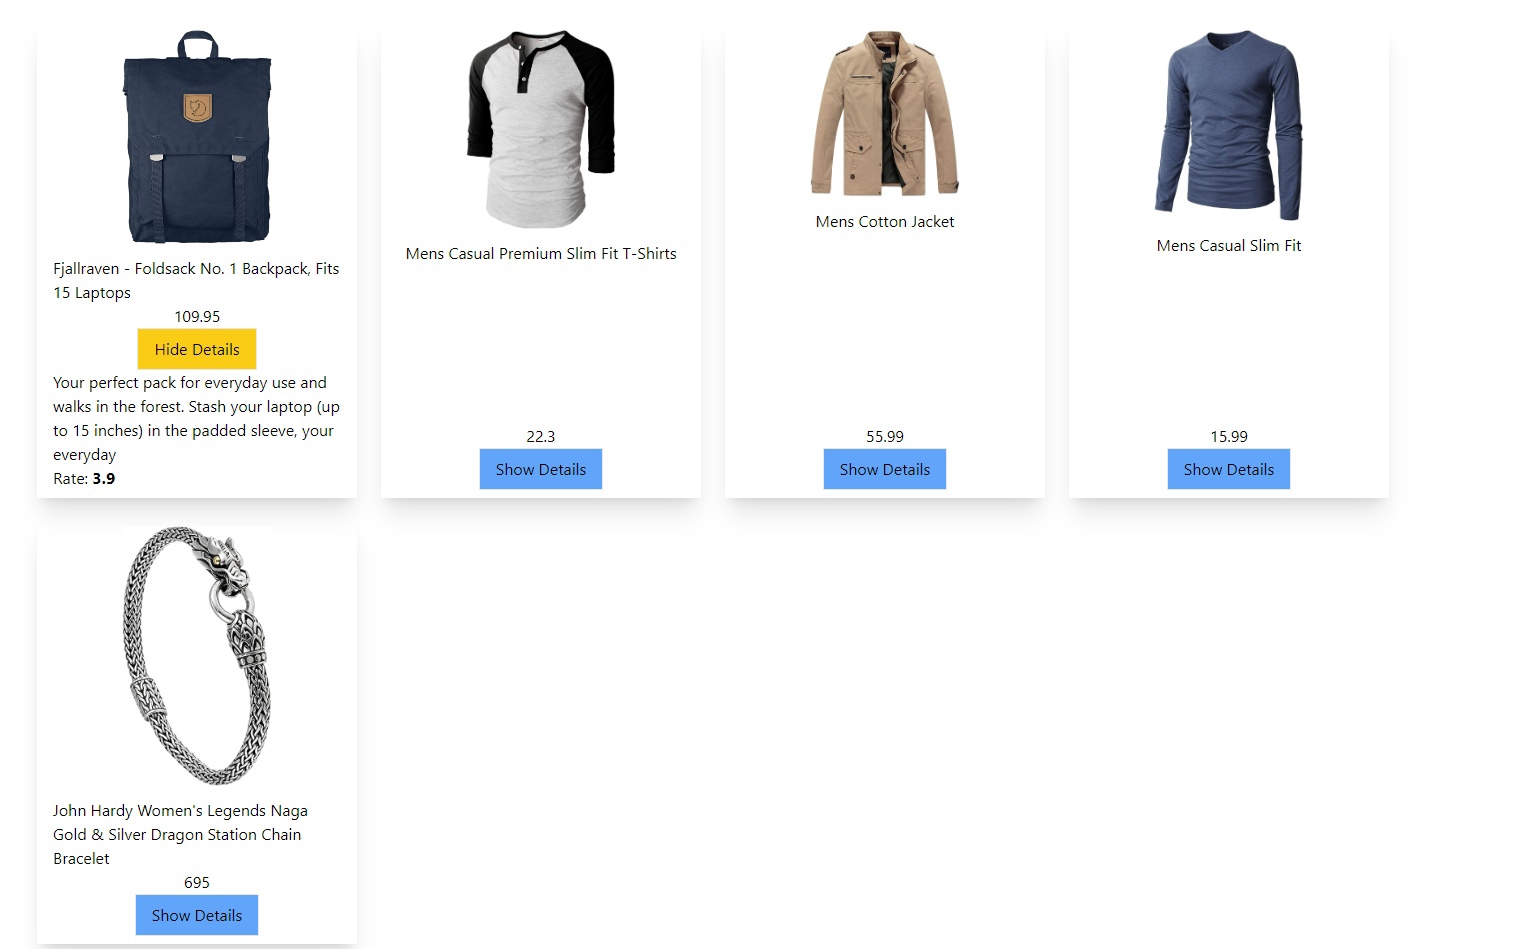 Fjallraven - Foldsack No. 1 Backpack, Fits
15 Laptops
109.95
Hide Details
Your perfect pack for everyday use and
walks in the forest. Stash your laptop (up
to 15 inches) in the padded sleeve, your
everyday
Rate: 3.9
Mens Casual Premium Slim Fit T-Shirts
22.3
Show Details
Mens Cotton Jacket
55.99
Show Details
Mens Casual Slim Fit
15.99
Show Details
John Hardy Women's Legends Naga
Gold & Silver Dragon Station Chain
Bracelet
695
Show Details